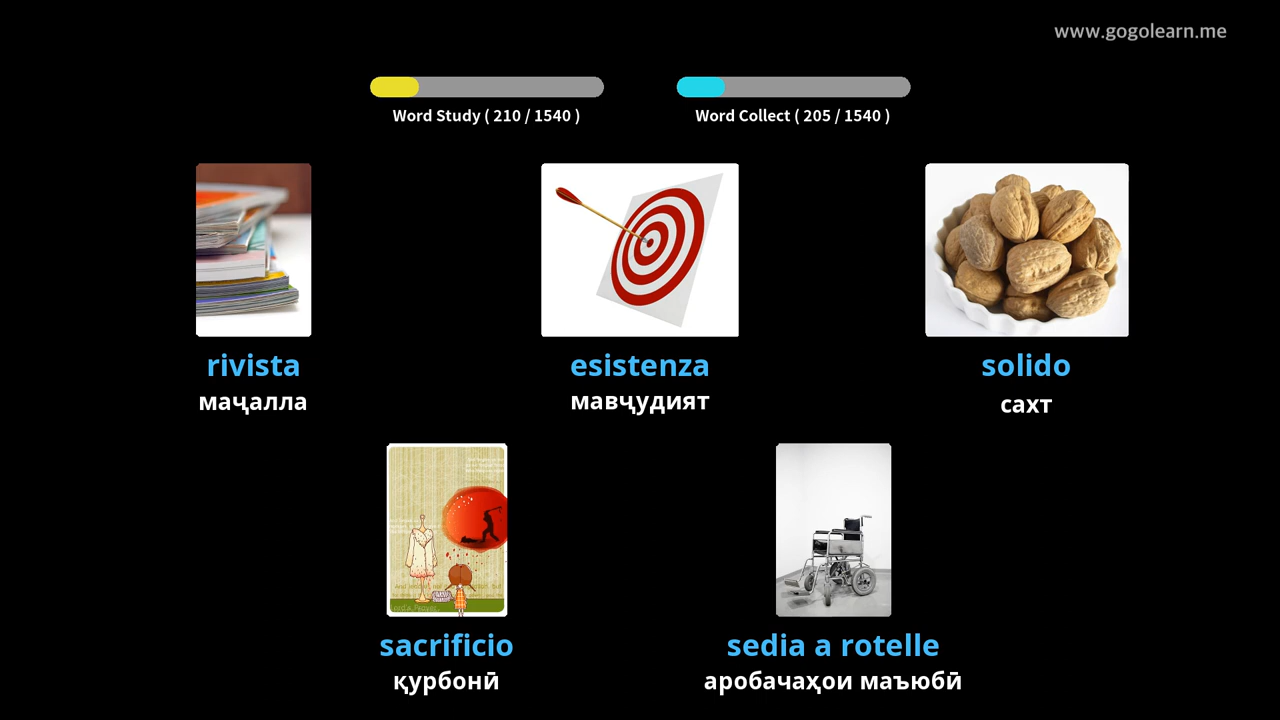 www.gogolearn.me
Word Study ( 210 / 1540 )
Word Collect ( 205 / 1540 )
rivista
маҷалла
esistenza
мавҷудият
solido
сахт
sacrificio
қурбонӣ
sedia a rotelle
аробачаҳои маъюбӣ